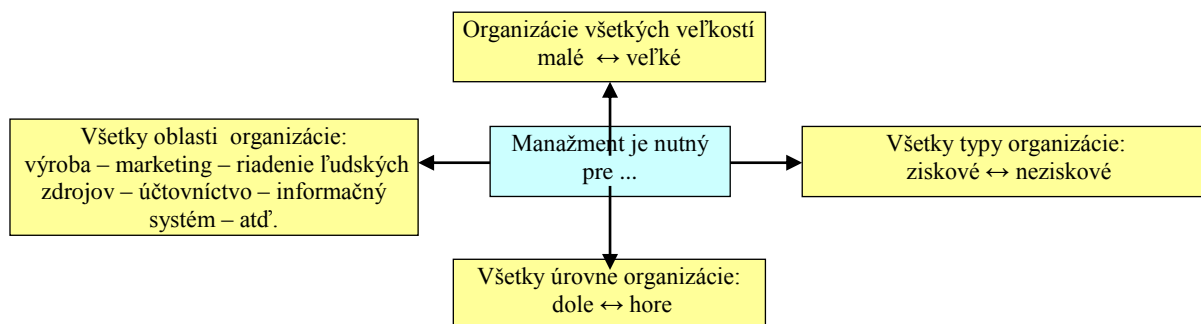 Organizácie všetkých veľkostí
malé ↔ veľké
Všetky oblasti organizácie:
výroba – marketing – riadenie ľudských
zdrojov – účtovníctvo – informačný
systém – atď.
Manažment je nutný
pre ...
Všetky typy organizácie:
ziskové ↔ neziskové
Všetky úrovne organizácie:
dole ↔ hore